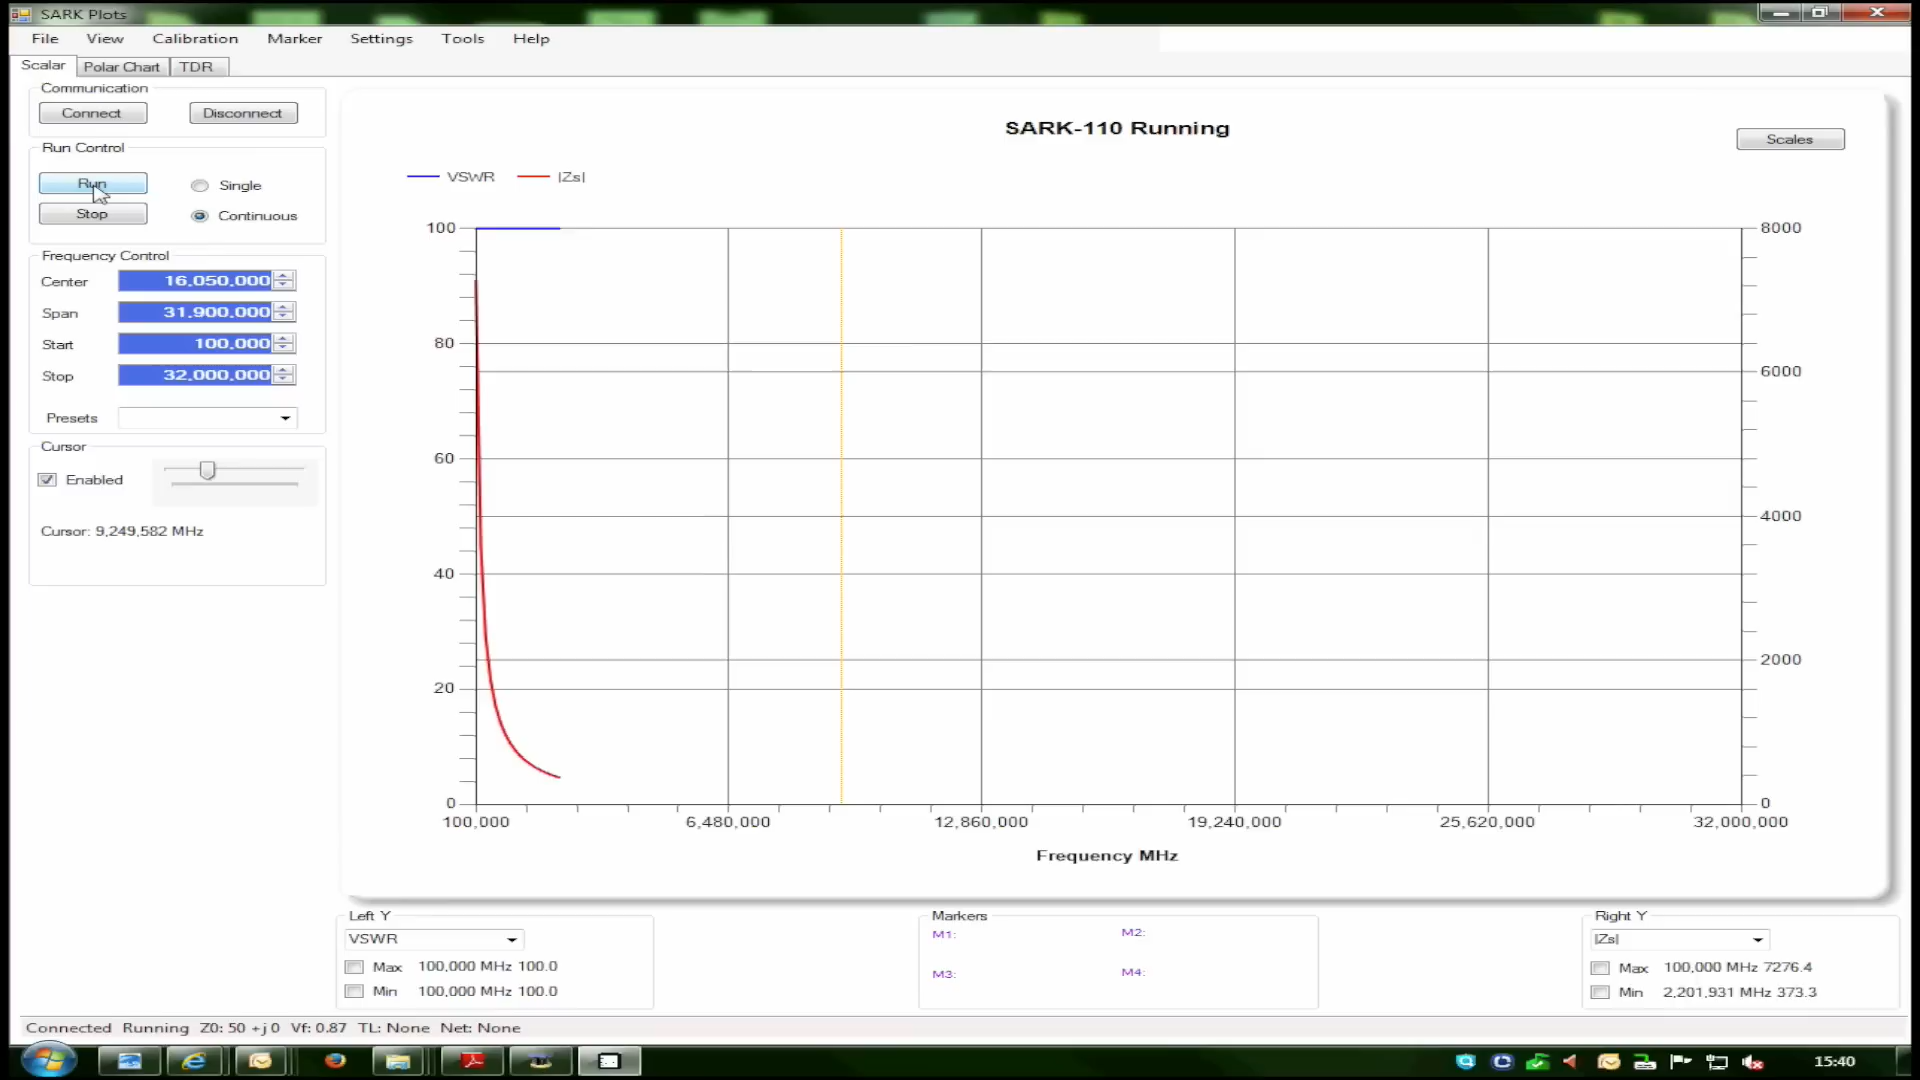 SARK Plots
File View Calibration Marker Settings Tools Help
Scalar Polar Chart TDR
Communication
Connect Disconnect
Run Control
Run Single
Stop Continuous
Frequency Control
Center 16,050,000
Span 31,900,000
Start 100,000
Stop 32,000,000
Presets
Cursor
Enabled
Cursor: 9,249,582 MHz
SARK-110 Running
Scales
VSWR |Zs|
100 8000
80
6000
60
4000
40
2000
20
0 0
100,000 6,480,000 12,860,000 19,240,000 25,620,000 32,000,000
Frequency MHz
Left Y
VSWR
Max 100,000 MHz 100.0
Min 100,000 MHz 100.0
Markers
M1: M2:
M3: M4:
Right Y
|Zs|
Max 100,000 MHz 7276.4
Min 2,201,931 MHz 373.3
Connected Running Z0: 50 +j 0 Vf: 0.87 TL: None Net: None
15:40